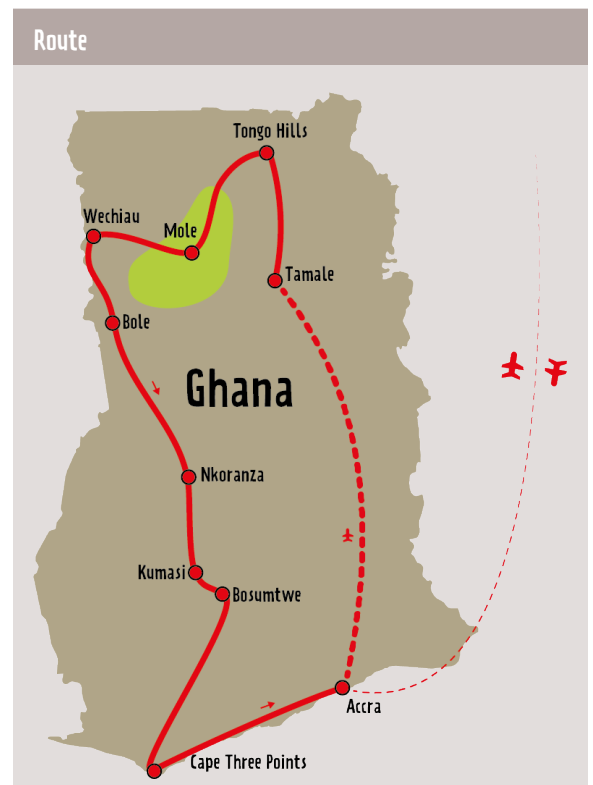 Route
Tongo Hills
Wechiau
Mole
Tamale
Bole
Ghana
Nkoranza
Kumasi
Bosumtwe
Accra
Cape Three Points